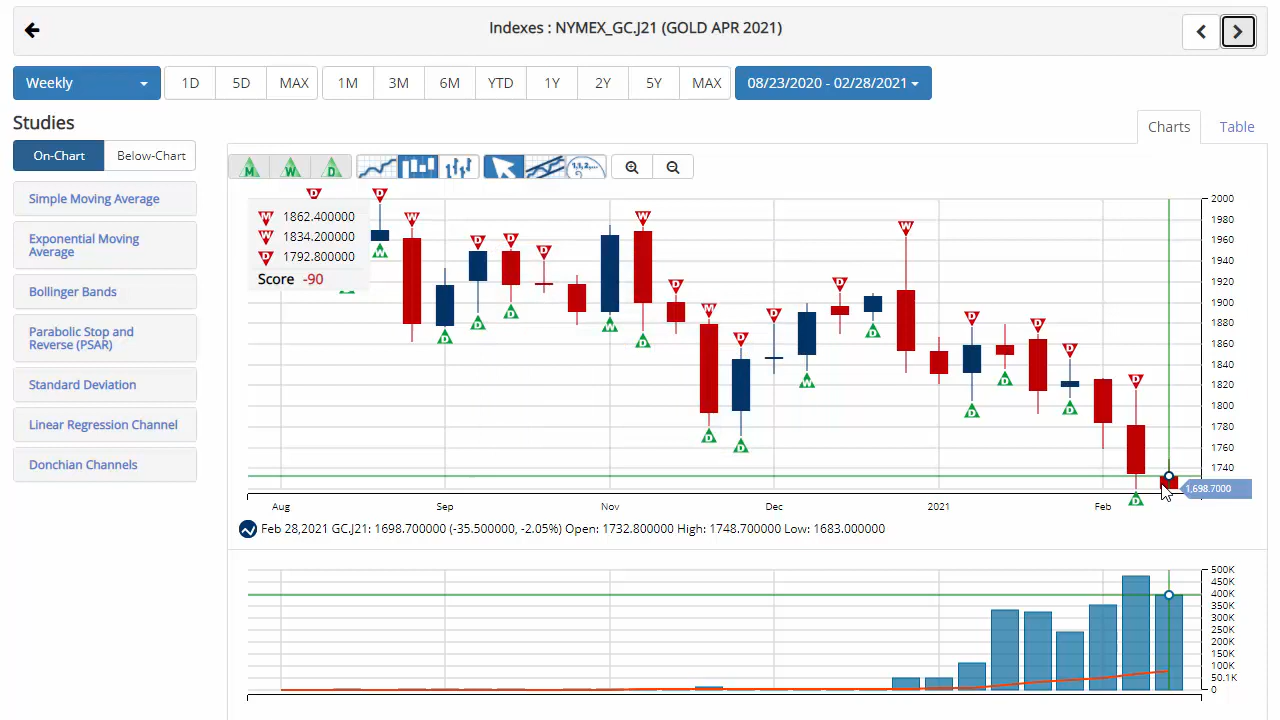 Indexes : NYMEX_GC.J21 (GOLD APR 2021)
Weekly 1D 5D MAX 1M 3M 6M YTD 1Y 2Y 5Y MAX 08/23/2020 - 02/28/2021
Studies
Charts Table
On-Chart Below-Chart
Simple Moving Average
Exponential Moving
Average
Bollinger Bands
Parabolic Stop and
Reverse (PSAR)
Standard Deviation
Linear Regression Channel
Donchian Channels
M W D 1,2,...
M 1862.400000
W 1834.200000
D 1792.800000
Score -90
2000
1980
1960
1940
1920
1900
1880
1860
1840
1820
1800
1780
1760
1740
1,698.7000
Aug Sep Nov Dec 2021 Feb
Feb 28,2021 GC.J21: 1698.700000 (-35.500000, -2.05%) Open: 1732.800000 High: 1748.700000 Low: 1683.000000
500K
450K
400K
350K
300K
250K
200K
150K
100K
50.1K
0